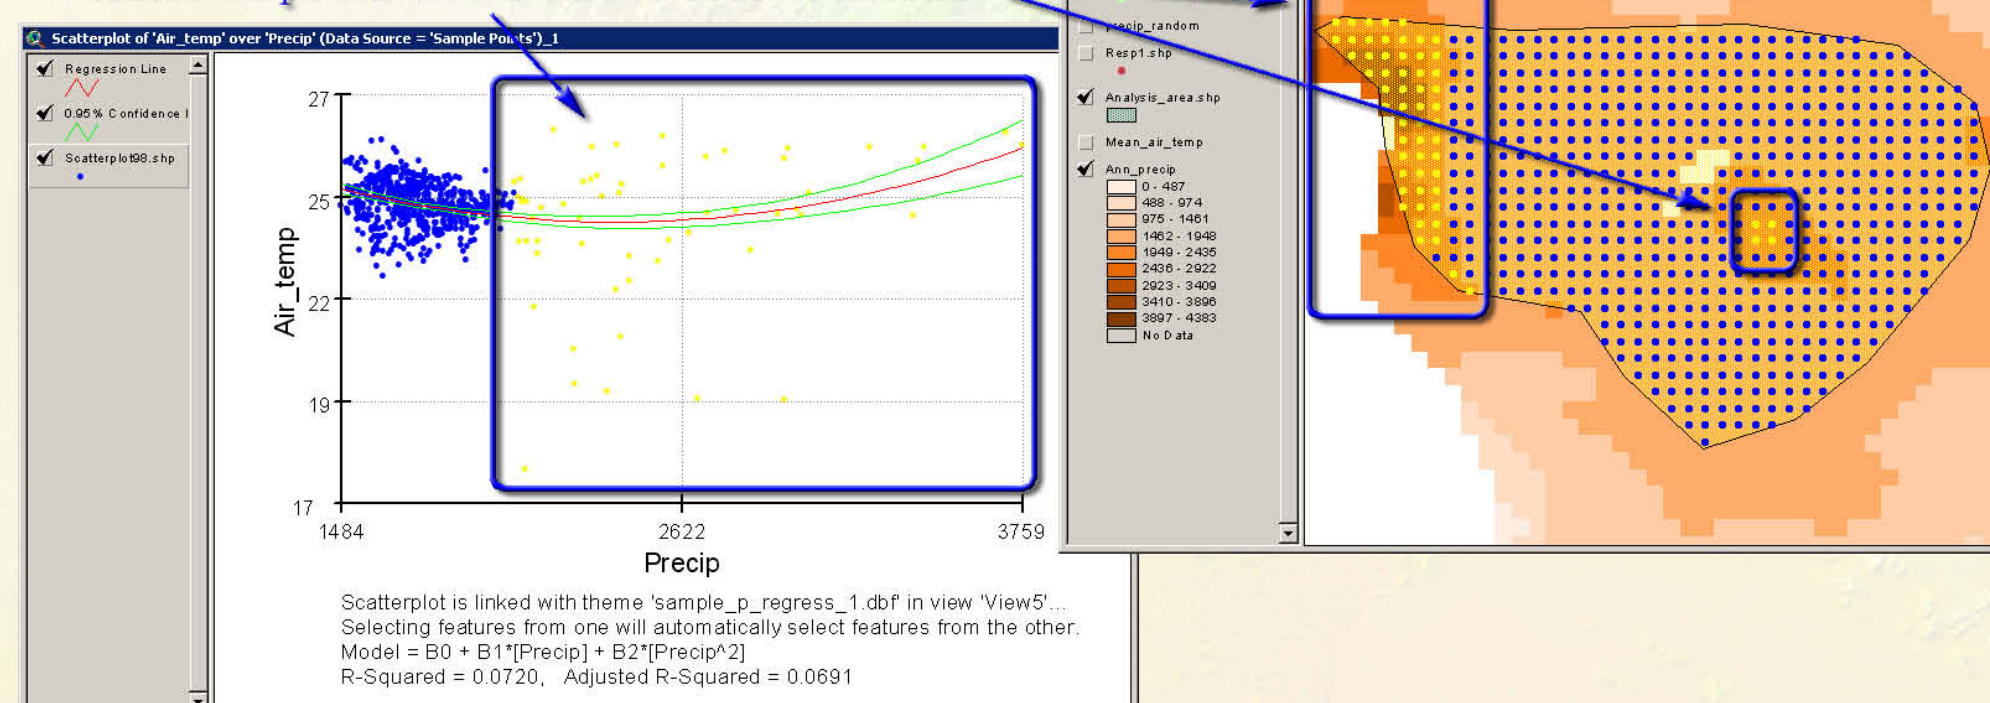 Scatterplot of 'Air_temp' over 'Precip' (Data Source = 'Sample Points')_1
Regression Line
0.95% Confidence I
Scatterplot98.shp
27
25
22
19
17
Air_temp
1484
2622
3759
Precip
Scatterplot is linked with theme 'sample_p_regress_1.dbf' in view 'View5'...
Selecting features from one will automatically select features from the other.
Model = B0 + B1*[Precip] + B2*[Precip^2]
R-Squared = 0.0720, Adjusted R-Squared = 0.0691
precip_random
Resp1.shp
Analysis_area.shp
Mean_air_temp
Ann_precip
0 - 487
488 - 974
975 - 1461
1462 - 1948
1949 - 2435
2436 - 2922
2923 - 3409
3410 - 3896
3897 - 4383
No Data